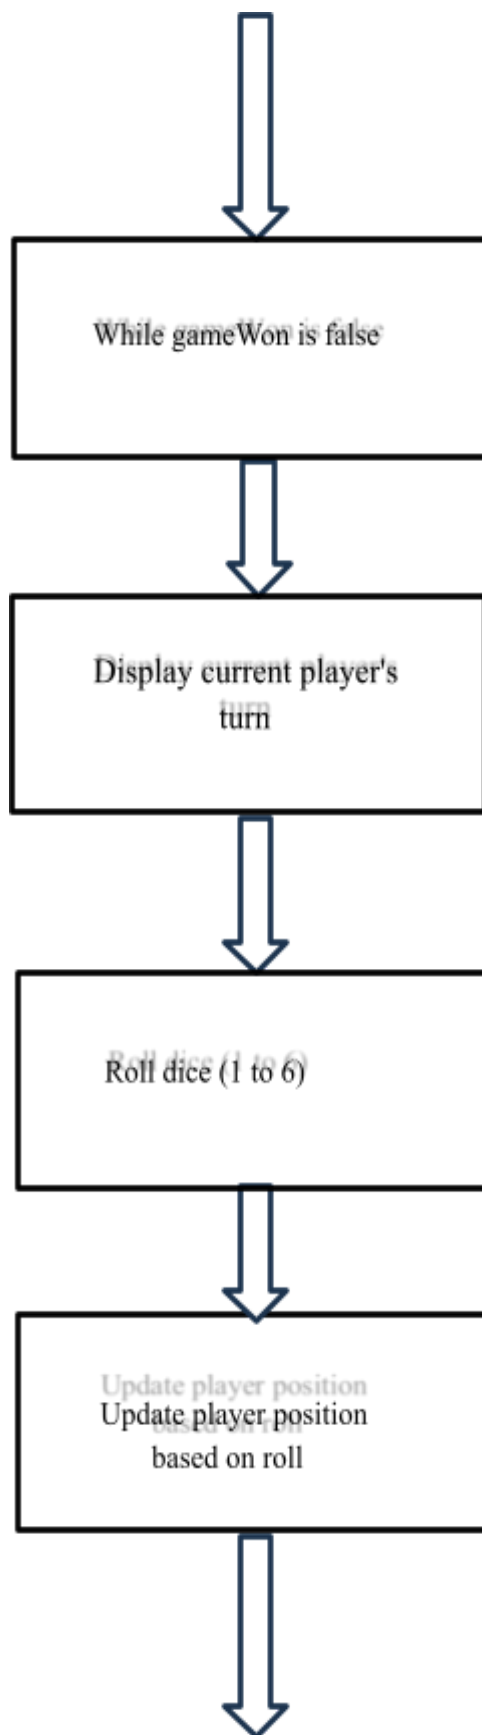 While gameWon is false
Display current player's
turn
Roll dice (1 to 6)
Update player position
based on roll